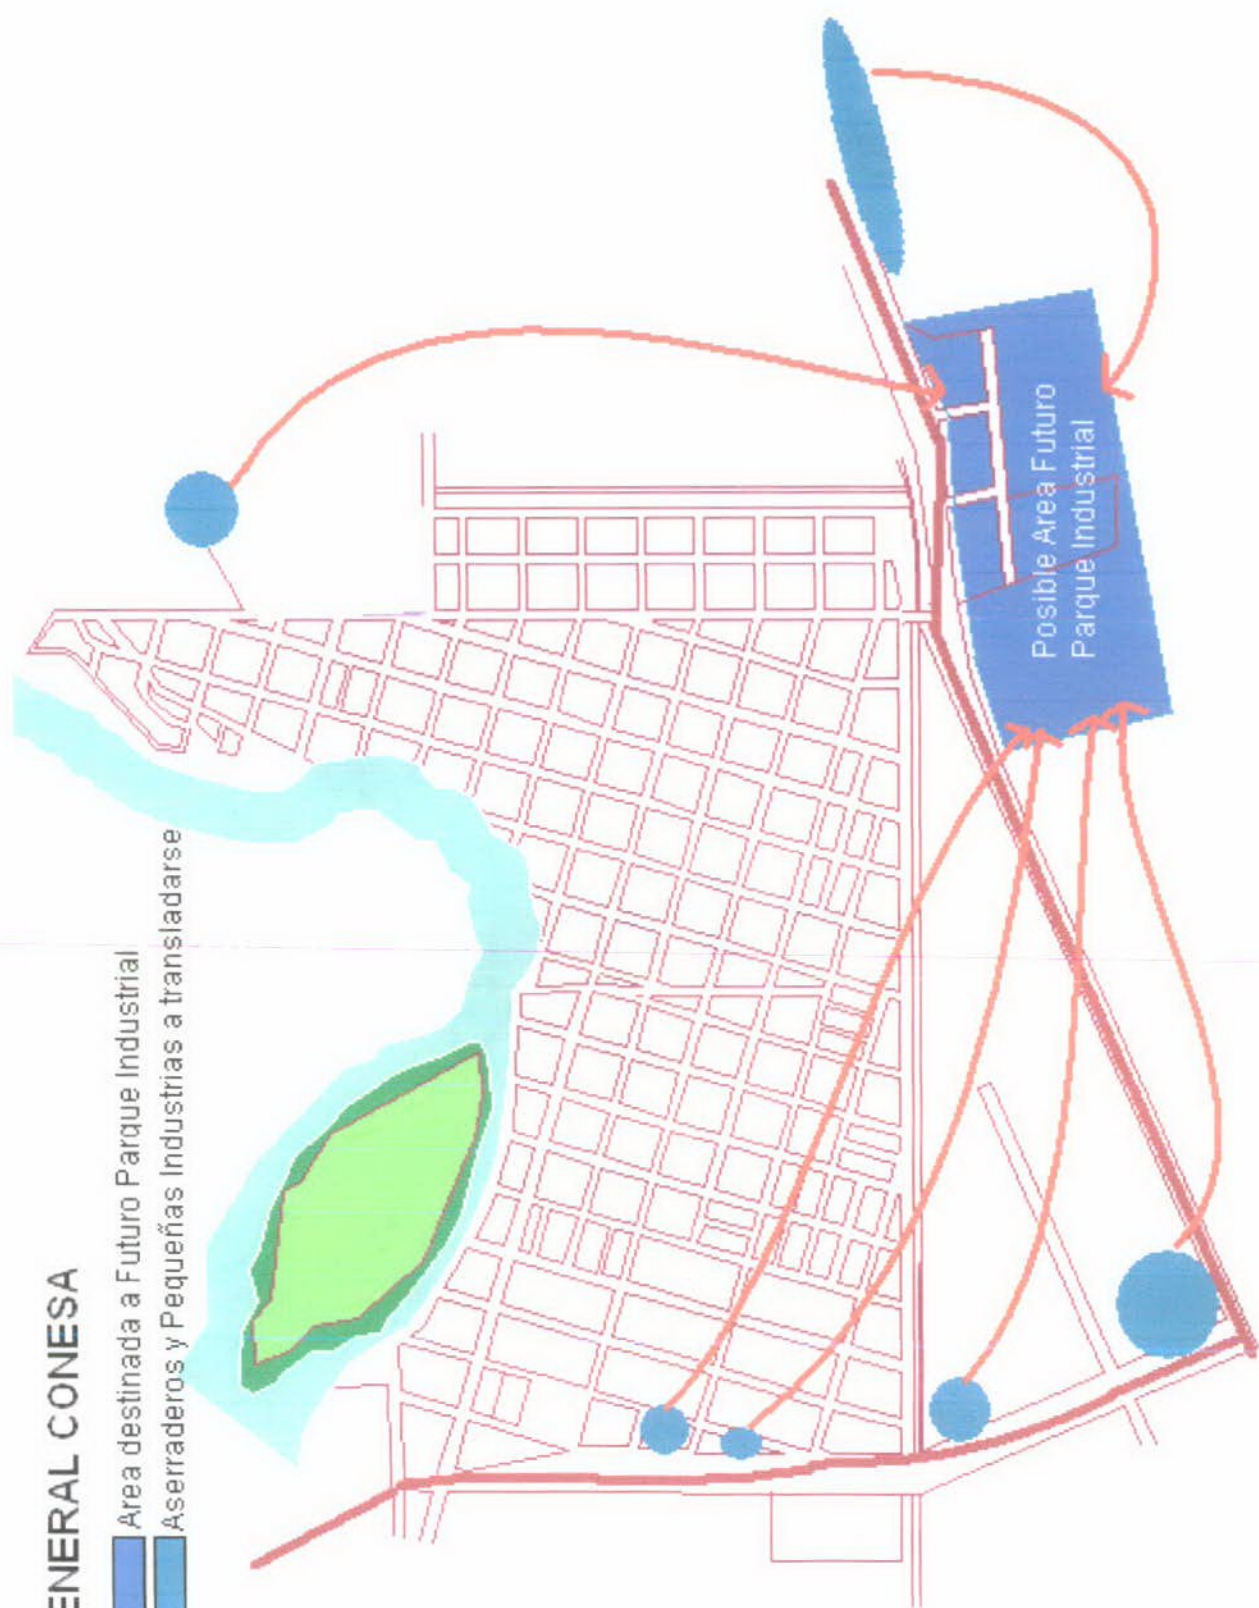 ENERAL CONESA
Area destinada a Futuro Parque Industrial
Aserraderos y Pequeñas Industrias a transladarse
Posible Area Futuro
Parque Industrial